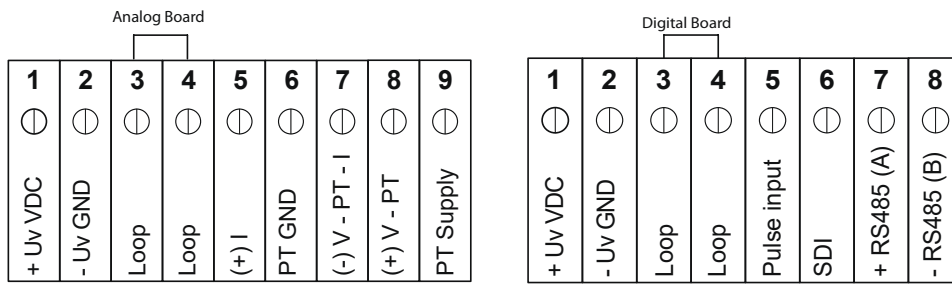 Analog Board
1 2 3 4 5 6 7 8 9
+ Uv VDC
- Uv GND
Loop
Loop
(+) I
PT GND
(-) V - PT - I
(+) V - PT
PT Supply
Digital Board
1 2 3 4 5 6 7 8
+ Uv VDC
- Uv GND
Loop
Loop
Pulse input
SDI
+ RS485 (A)
- RS485 (B)